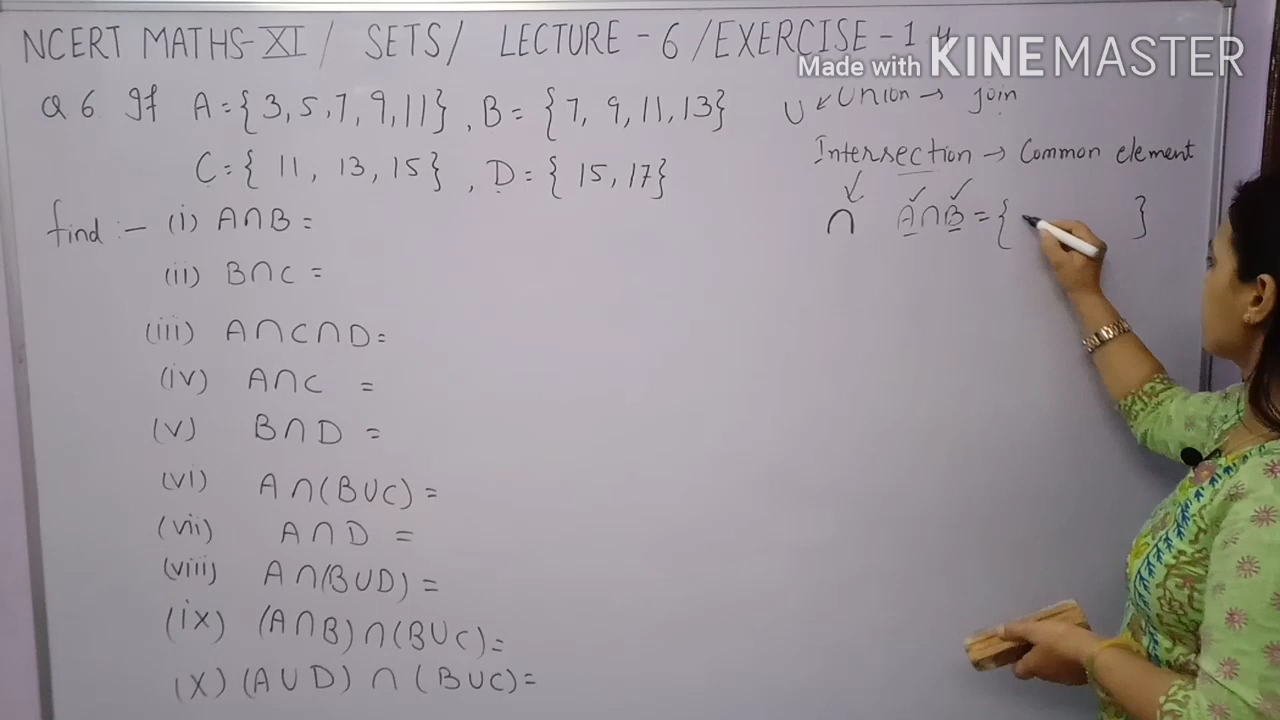 NCERT MATHS-XI / SETS / LECTURE - 6 / EXERCISE - 1.4
Made with KINEMASTER
Q 6 If A = {3, 5, 7, 9, 11}, B = {7, 9, 11, 13}
C = { 11, 13, 15}, D = { 15, 17}
find :- (i) A∩B =
(ii) B∩C =
(iii) A∩C∩D=
(iv) A∩C =
(v) B∩D =
(vi) A∩(B∪C) =
(vii) A∩D =
(viii) A∩(B∪D) =
(ix) (A∩B)∩(B∪C)=
(x) (A∪D) ∩ (B∪C)=
∪ ↙ Union → join
Intersection → Common element
∩ A∩B = { }